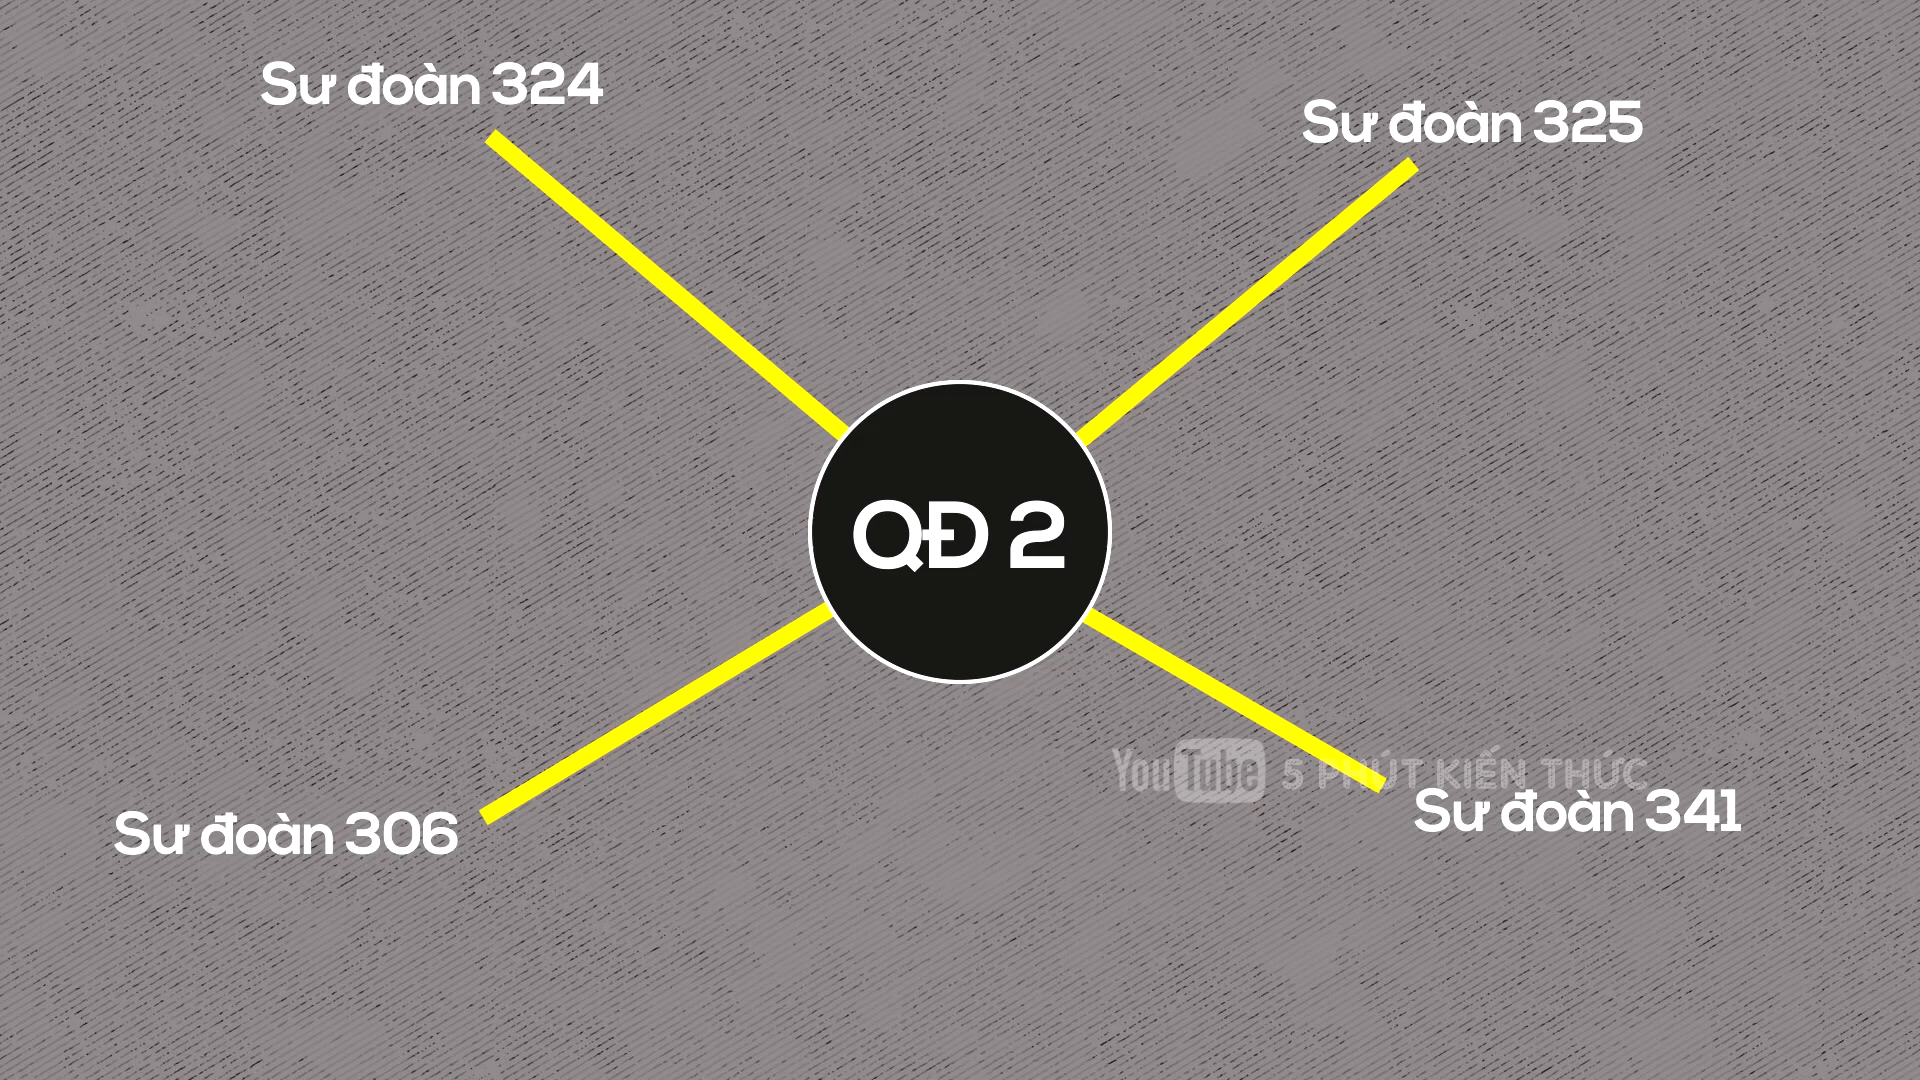 Sư đoàn 324
Sư đoàn 325
QĐ 2
YouTube 5 PHÚT KIẾN THỨC
Sư đoàn 341
Sư đoàn 306